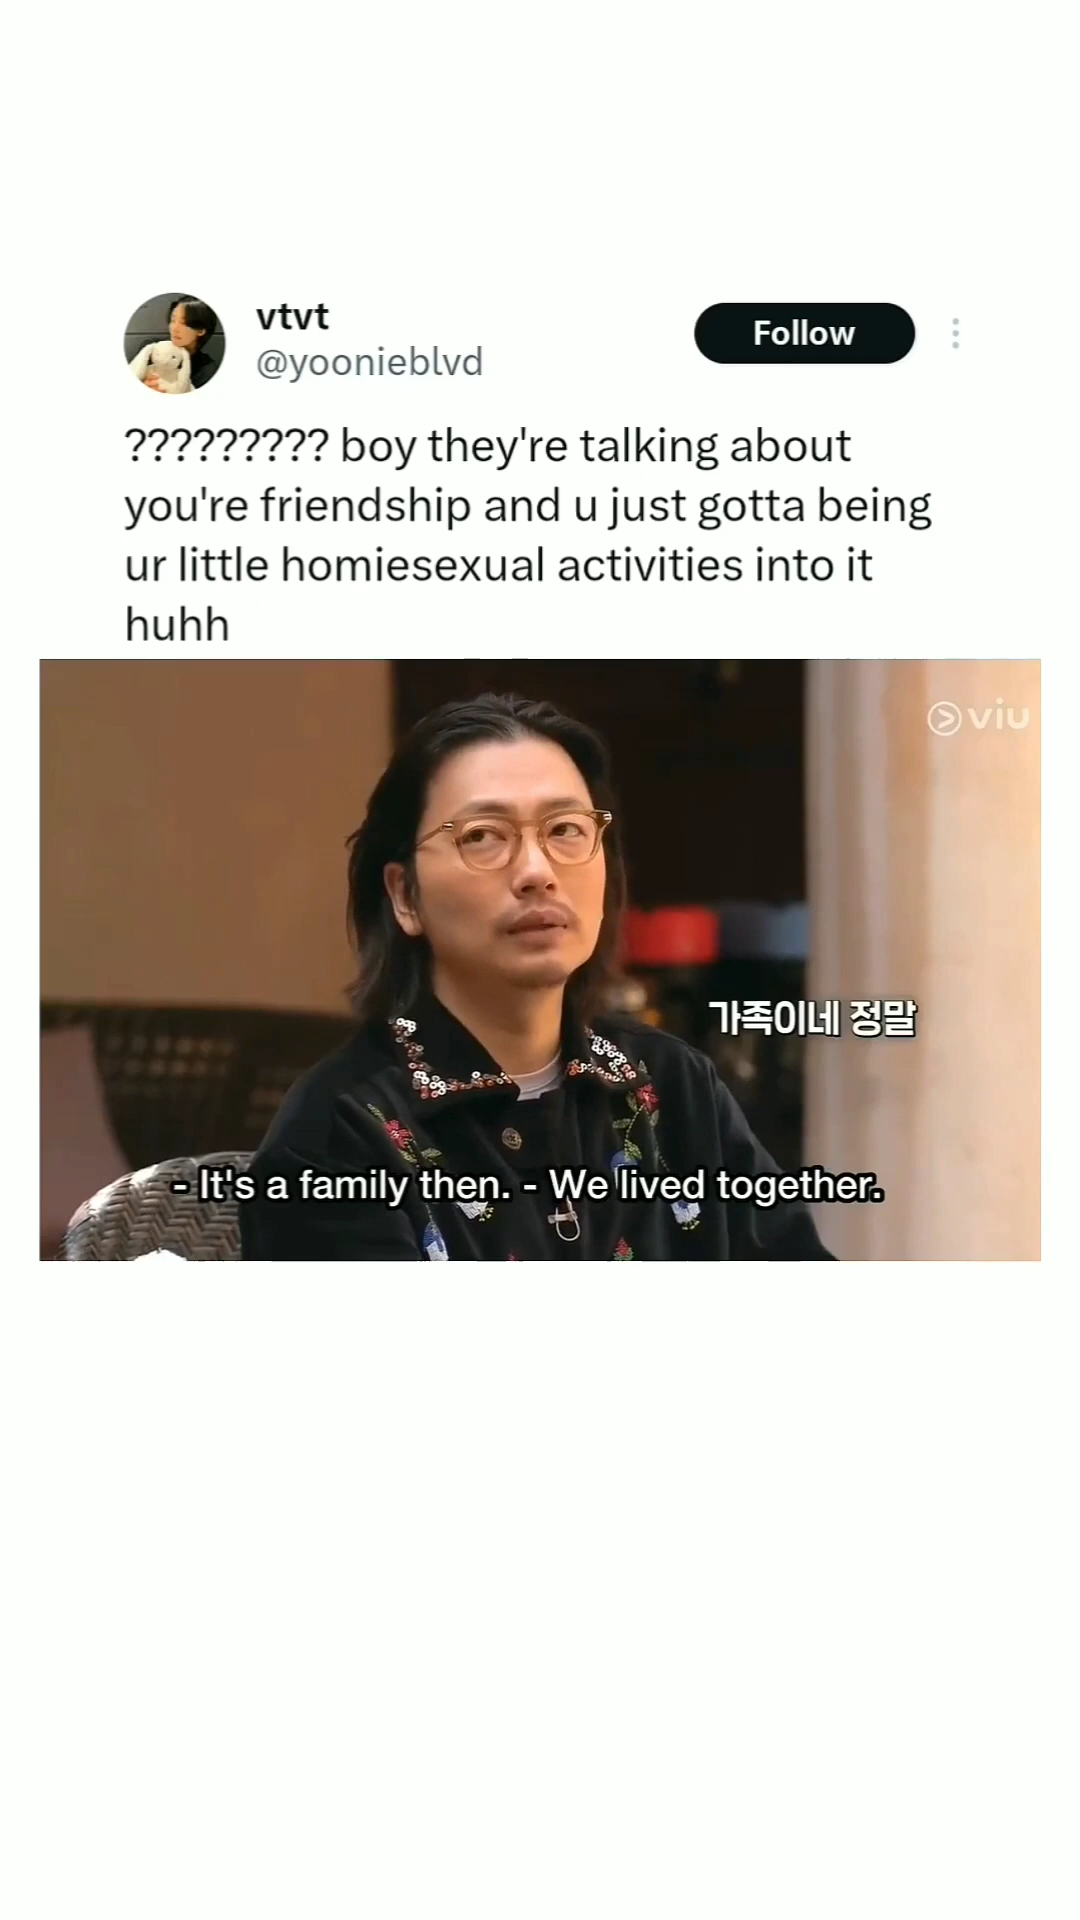 vtvt
@yoonieblvd
Follow
????????? boy they're talking about
you're friendship and u just gotta being
ur little homiesexual activities into it
huhh
viu
가족이네 정말
- It's a family then. - We lived together.